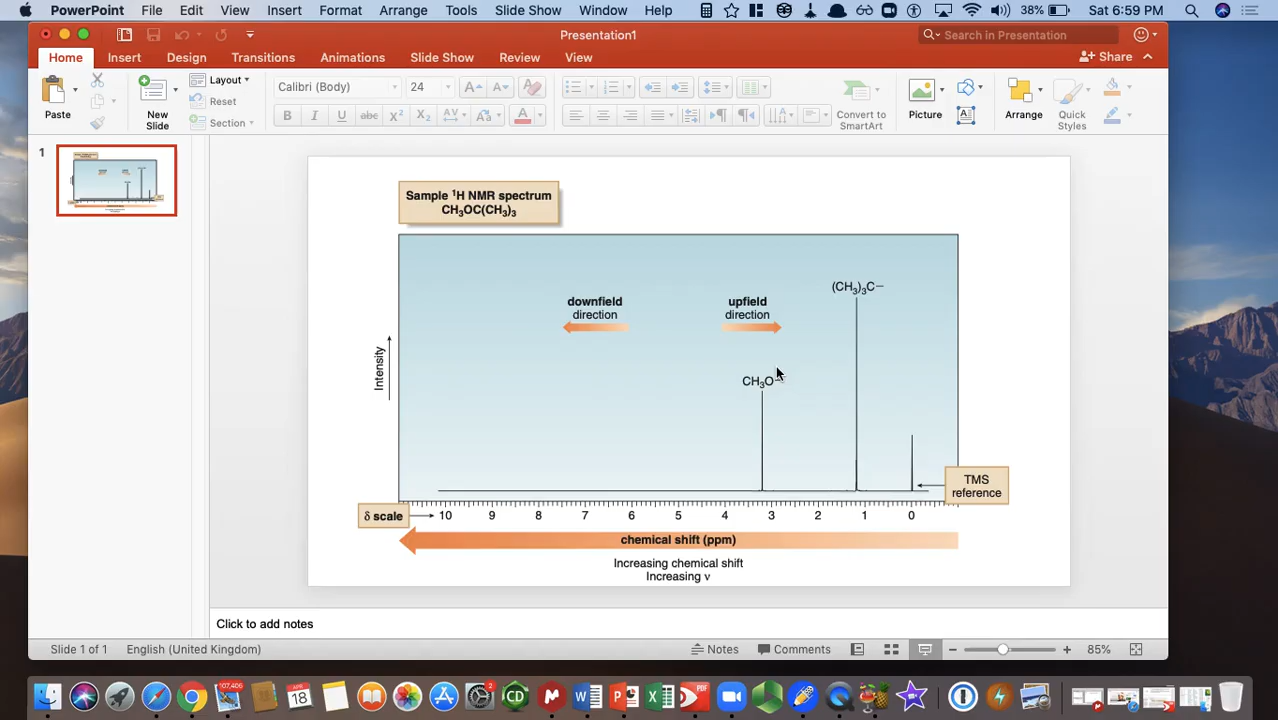 PowerPoint File Edit View Insert Format Arrange Tools Slide Show Window Help 38% Sat 6:59 PM
Presentation1
Search in Presentation
Home Insert Design Transitions Animations Slide Show Review View Share
Paste
New Slide
Layout
Reset
Section
Calibri (Body) 24
B I U abc X² X₂ AV Aa A
Convert to SmartArt
Picture
Arrange
Quick Styles
1
Sample ¹H NMR spectrum
CH₃OC(CH₃)₃
(CH₃)₃C–
downfield
direction
upfield
direction
Intensity
CH₃O–
TMS
reference
δ scale
10 9 8 7 6 5 4 3 2 1 0
chemical shift (ppm)
Increasing chemical shift
Increasing ν
Click to add notes
Slide 1 of 1 English (United Kingdom) Notes Comments 85%